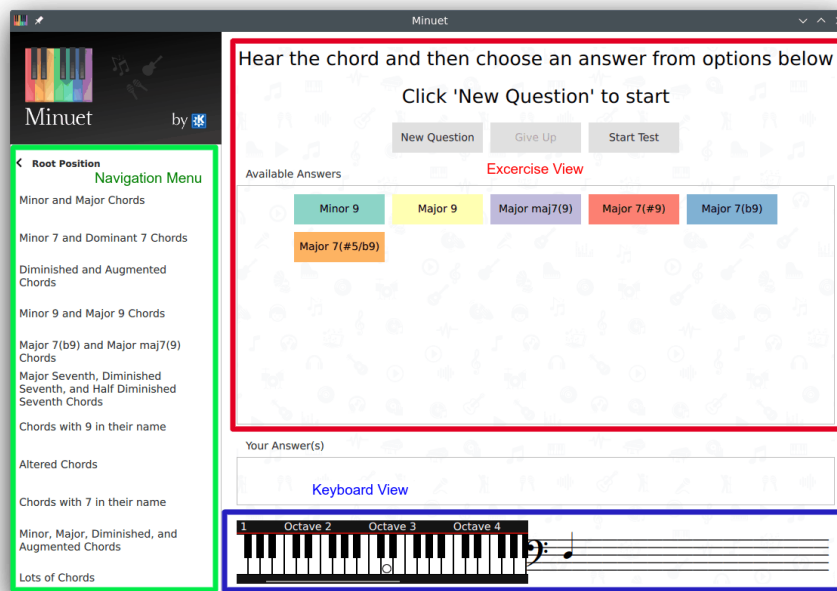 Minuet
Minuet
by
Root Position
Navigation Menu
Minor and Major Chords
Minor 7 and Dominant 7 Chords
Diminished and Augmented
Chords
Minor 9 and Major 9 Chords
Major 7(b9) and Major maj7(9)
Chords
Major Seventh, Diminished
Seventh, and Half Diminished
Seventh Chords
Chords with 9 in their name
Altered Chords
Chords with 7 in their name
Minor, Major, Diminished, and
Augmented Chords
Lots of Chords
Hear the chord and then choose an answer from options below
Click 'New Question' to start
New Question Give Up Start Test
Excercise View
Available Answers
Minor 9 Major 9 Major maj7(9) Major 7(#9) Major 7(b9)
Major 7(#5/b9)
Your Answer(s)
Keyboard View
1 Octave 2 Octave 3 Octave 4